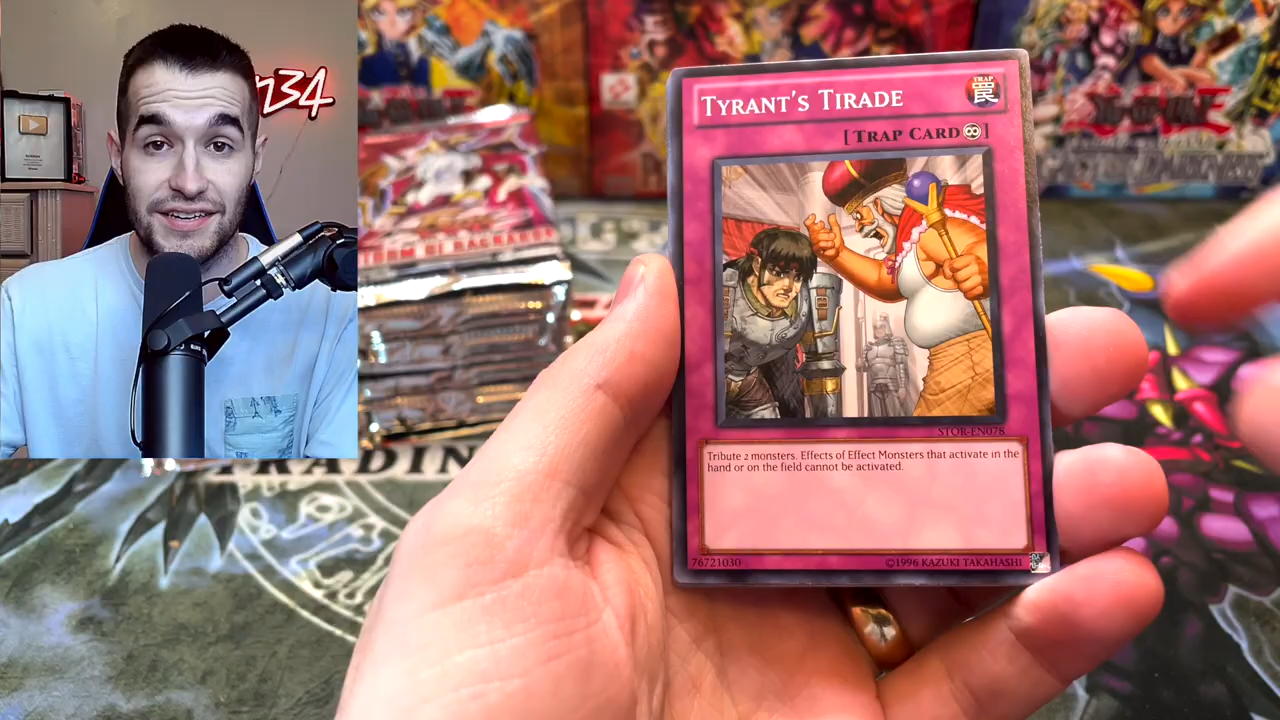 34
TYRANT'S TIRADE
TRAP
罠
[TRAP CARD
]
STOR-EN078
Tribute 2 monsters. Effects of Effect Monsters that activate in the
hand or on the field cannot be activated.
76721030
©1996 KAZUKI TAKAHASHI
TRADIN